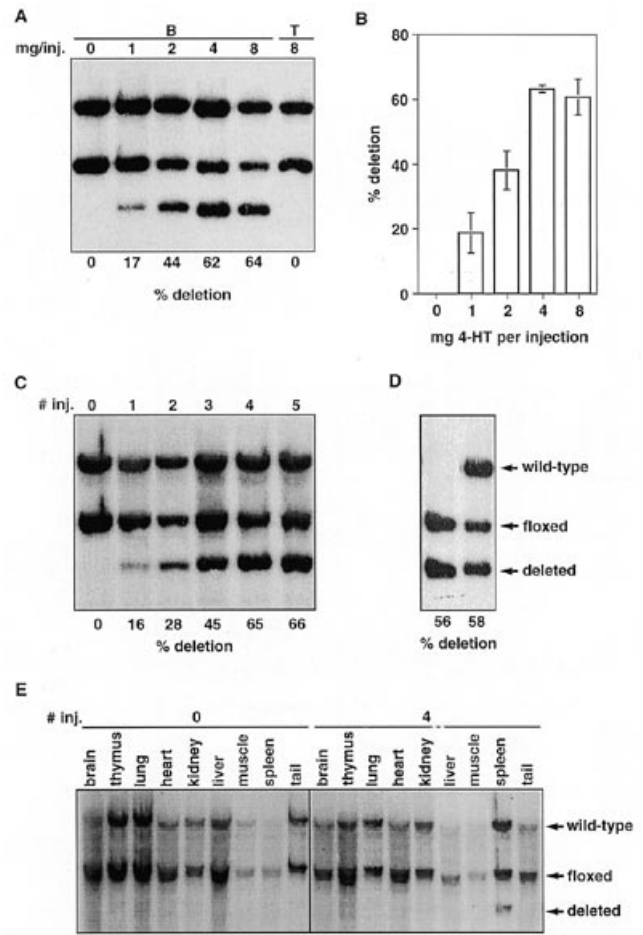 A
B T
mg/inj. 0 1 2 4 8 8
0 17 44 62 64 0
% deletion
B
% deletion
80
60
40
20
0
0 1 2 4 8
mg 4-HT per injection
C
# inj. 0 1 2 3 4 5
0 16 28 45 65 66
% deletion
D
wild-type
floxed
deleted
56 58
% deletion
E
# inj. 0 4
brain thymus lung heart kidney liver muscle spleen tail brain thymus lung heart kidney liver muscle spleen tail
wild-type
floxed
deleted